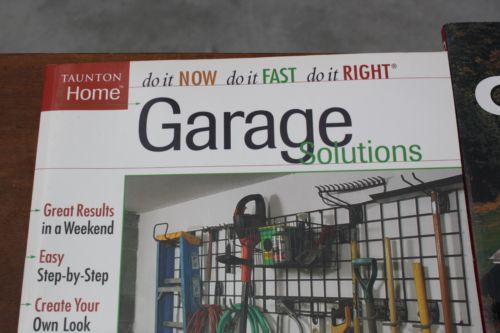 TAUNTON
Home™
do it NOW do it FAST do it RIGHT®
Garage
Solutions
Great Results
in a Weekend
Easy
Step-by-Step
Create Your
Own Look